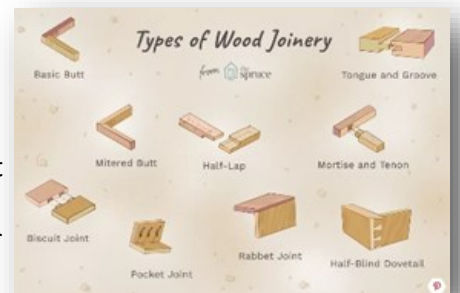 Types of Wood Joinery
from the spruce
Basic Butt
Tongue and Groove
Mitered Butt
Half-Lap
Mortise and Tenon
Biscuit Joint
Pocket Joint
Rabbet Joint
Half-Blind Dovetail